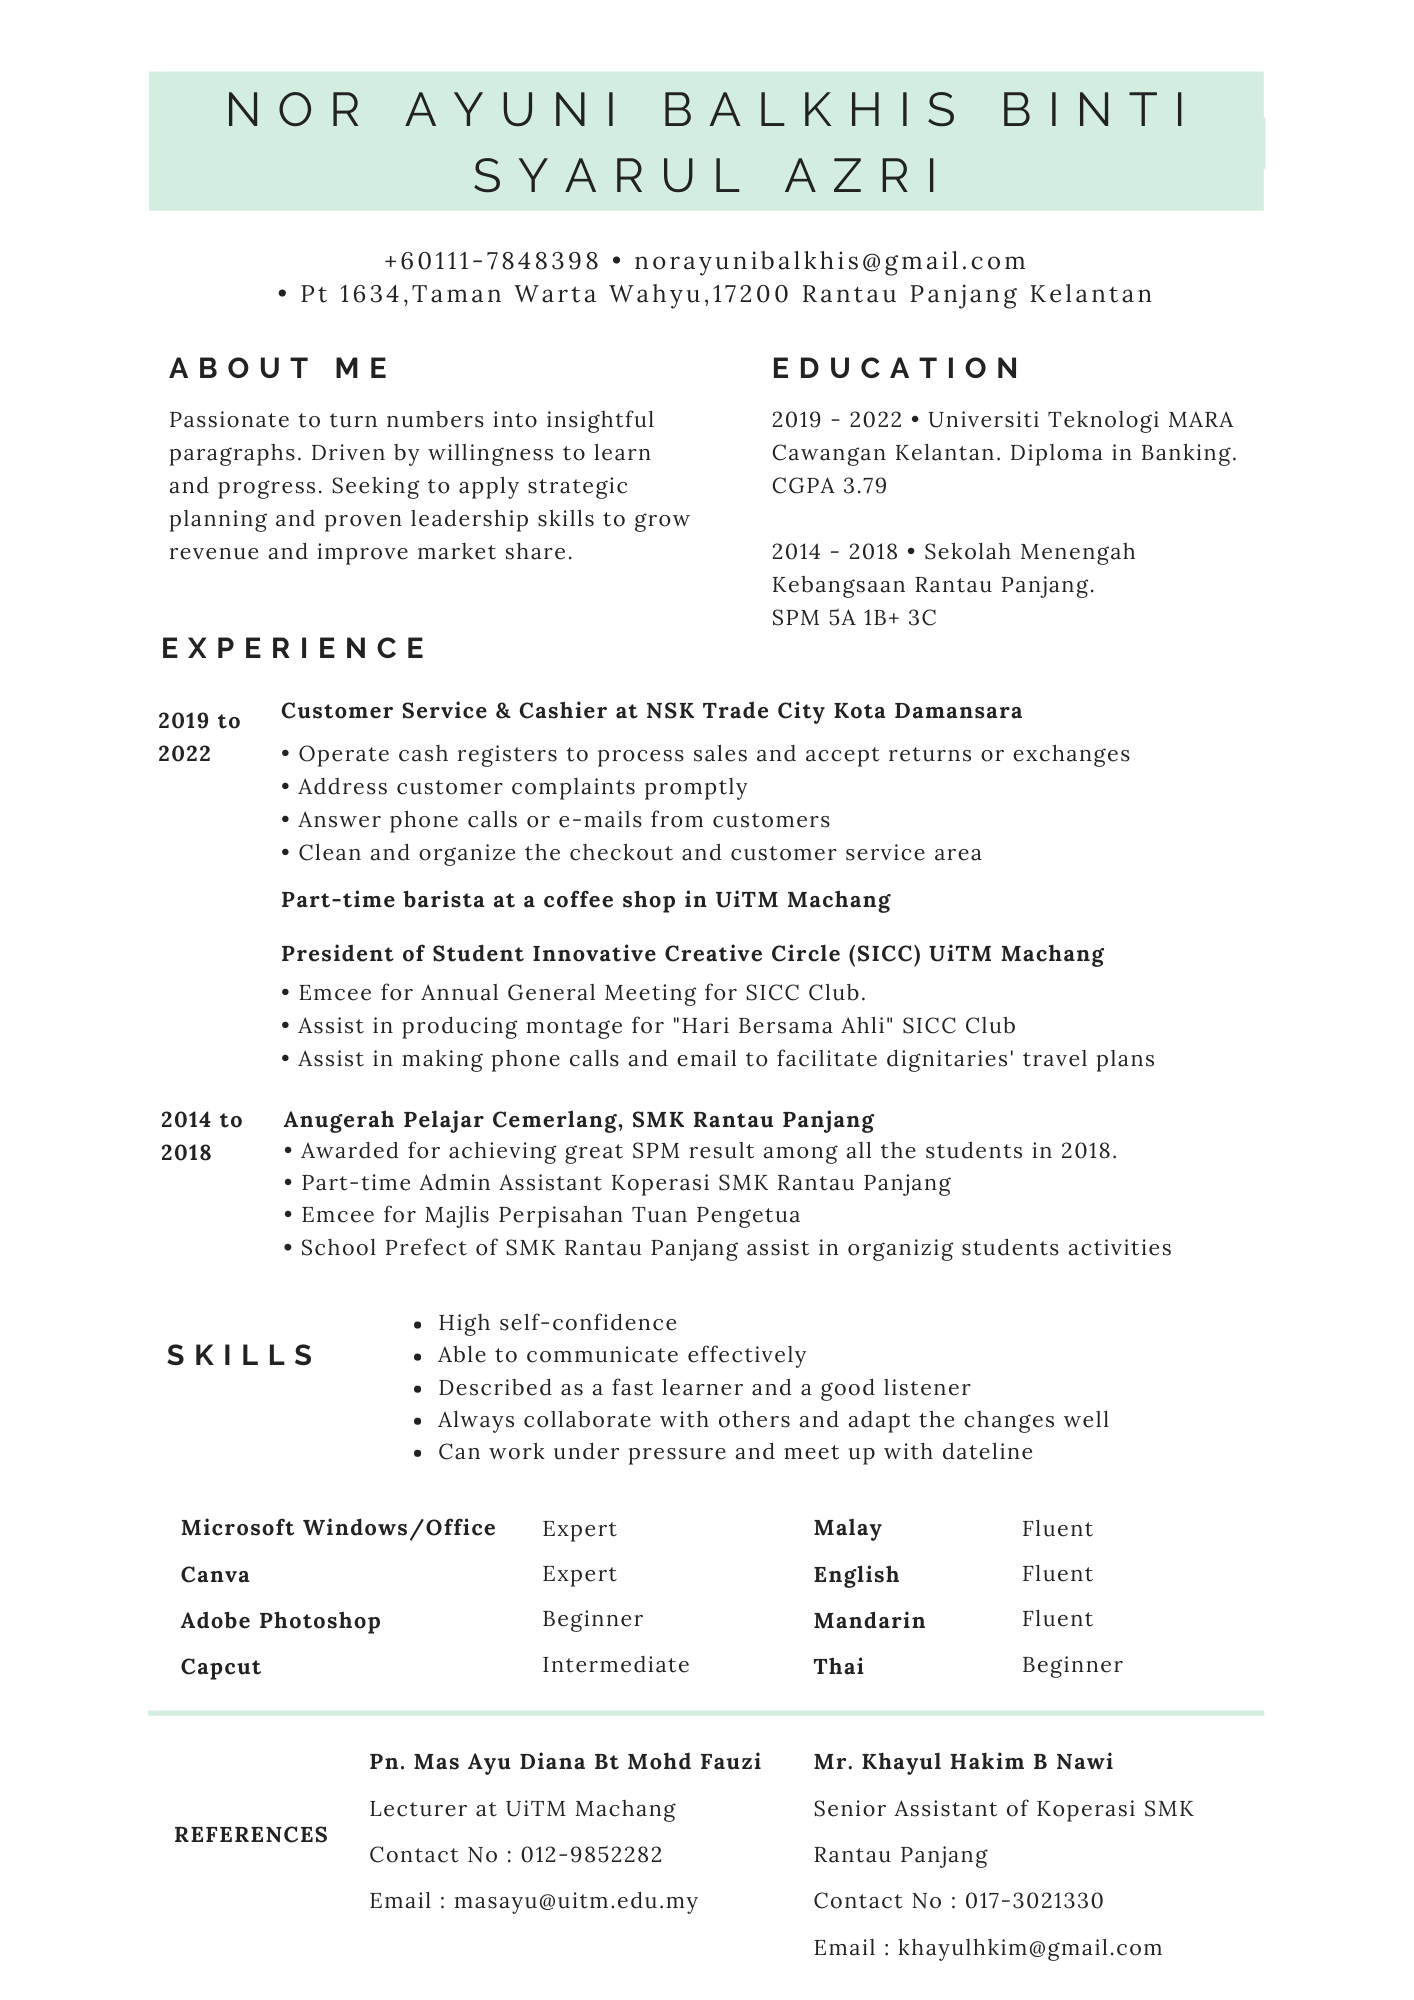 NOR AYUNI BALKHIS BINTI
SYARUL AZRI
+60111-7848398 • norayunibalkhis@gmail.com
• Pt 1634,Taman Warta Wahyu,17200 Rantau Panjang Kelantan
ABOUT ME
Passionate to turn numbers into insightful
paragraphs. Driven by willingness to learn
and progress. Seeking to apply strategic
planning and proven leadership skills to grow
revenue and improve market share.
EDUCATION
2019 - 2022 • Universiti Teknologi MARA
Cawangan Kelantan. Diploma in Banking.
CGPA 3.79
2014 - 2018 • Sekolah Menengah
Kebangsaan Rantau Panjang.
SPM 5A 1B+ 3C
EXPERIENCE
2019 to
2022
Customer Service & Cashier at NSK Trade City Kota Damansara
• Operate cash registers to process sales and accept returns or exchanges
• Address customer complaints promptly
• Answer phone calls or e-mails from customers
• Clean and organize the checkout and customer service area
Part-time barista at a coffee shop in UiTM Machang
President of Student Innovative Creative Circle (SICC) UiTM Machang
• Emcee for Annual General Meeting for SICC Club.
• Assist in producing montage for "Hari Bersama Ahli" SICC Club
• Assist in making phone calls and email to facilitate dignitaries' travel plans
2014 to
2018
Anugerah Pelajar Cemerlang, SMK Rantau Panjang
• Awarded for achieving great SPM result among all the students in 2018.
• Part-time Admin Assistant Koperasi SMK Rantau Panjang
• Emcee for Majlis Perpisahan Tuan Pengetua
• School Prefect of SMK Rantau Panjang assist in organizig students activities
SKILLS
• High self-confidence
• Able to communicate effectively
• Described as a fast learner and a good listener
• Always collaborate with others and adapt the changes well
• Can work under pressure and meet up with dateline
Microsoft Windows/Office Expert
Canva Expert
Adobe Photoshop Beginner
Capcut Intermediate
Malay Fluent
English Fluent
Mandarin Fluent
Thai Beginner
REFERENCES
Pn. Mas Ayu Diana Bt Mohd Fauzi
Lecturer at UiTM Machang
Contact No : 012-9852282
Email : masayu@uitm.edu.my
Mr. Khayul Hakim B Nawi
Senior Assistant of Koperasi SMK
Rantau Panjang
Contact No : 017-3021330
Email : khayulhkim@gmail.com